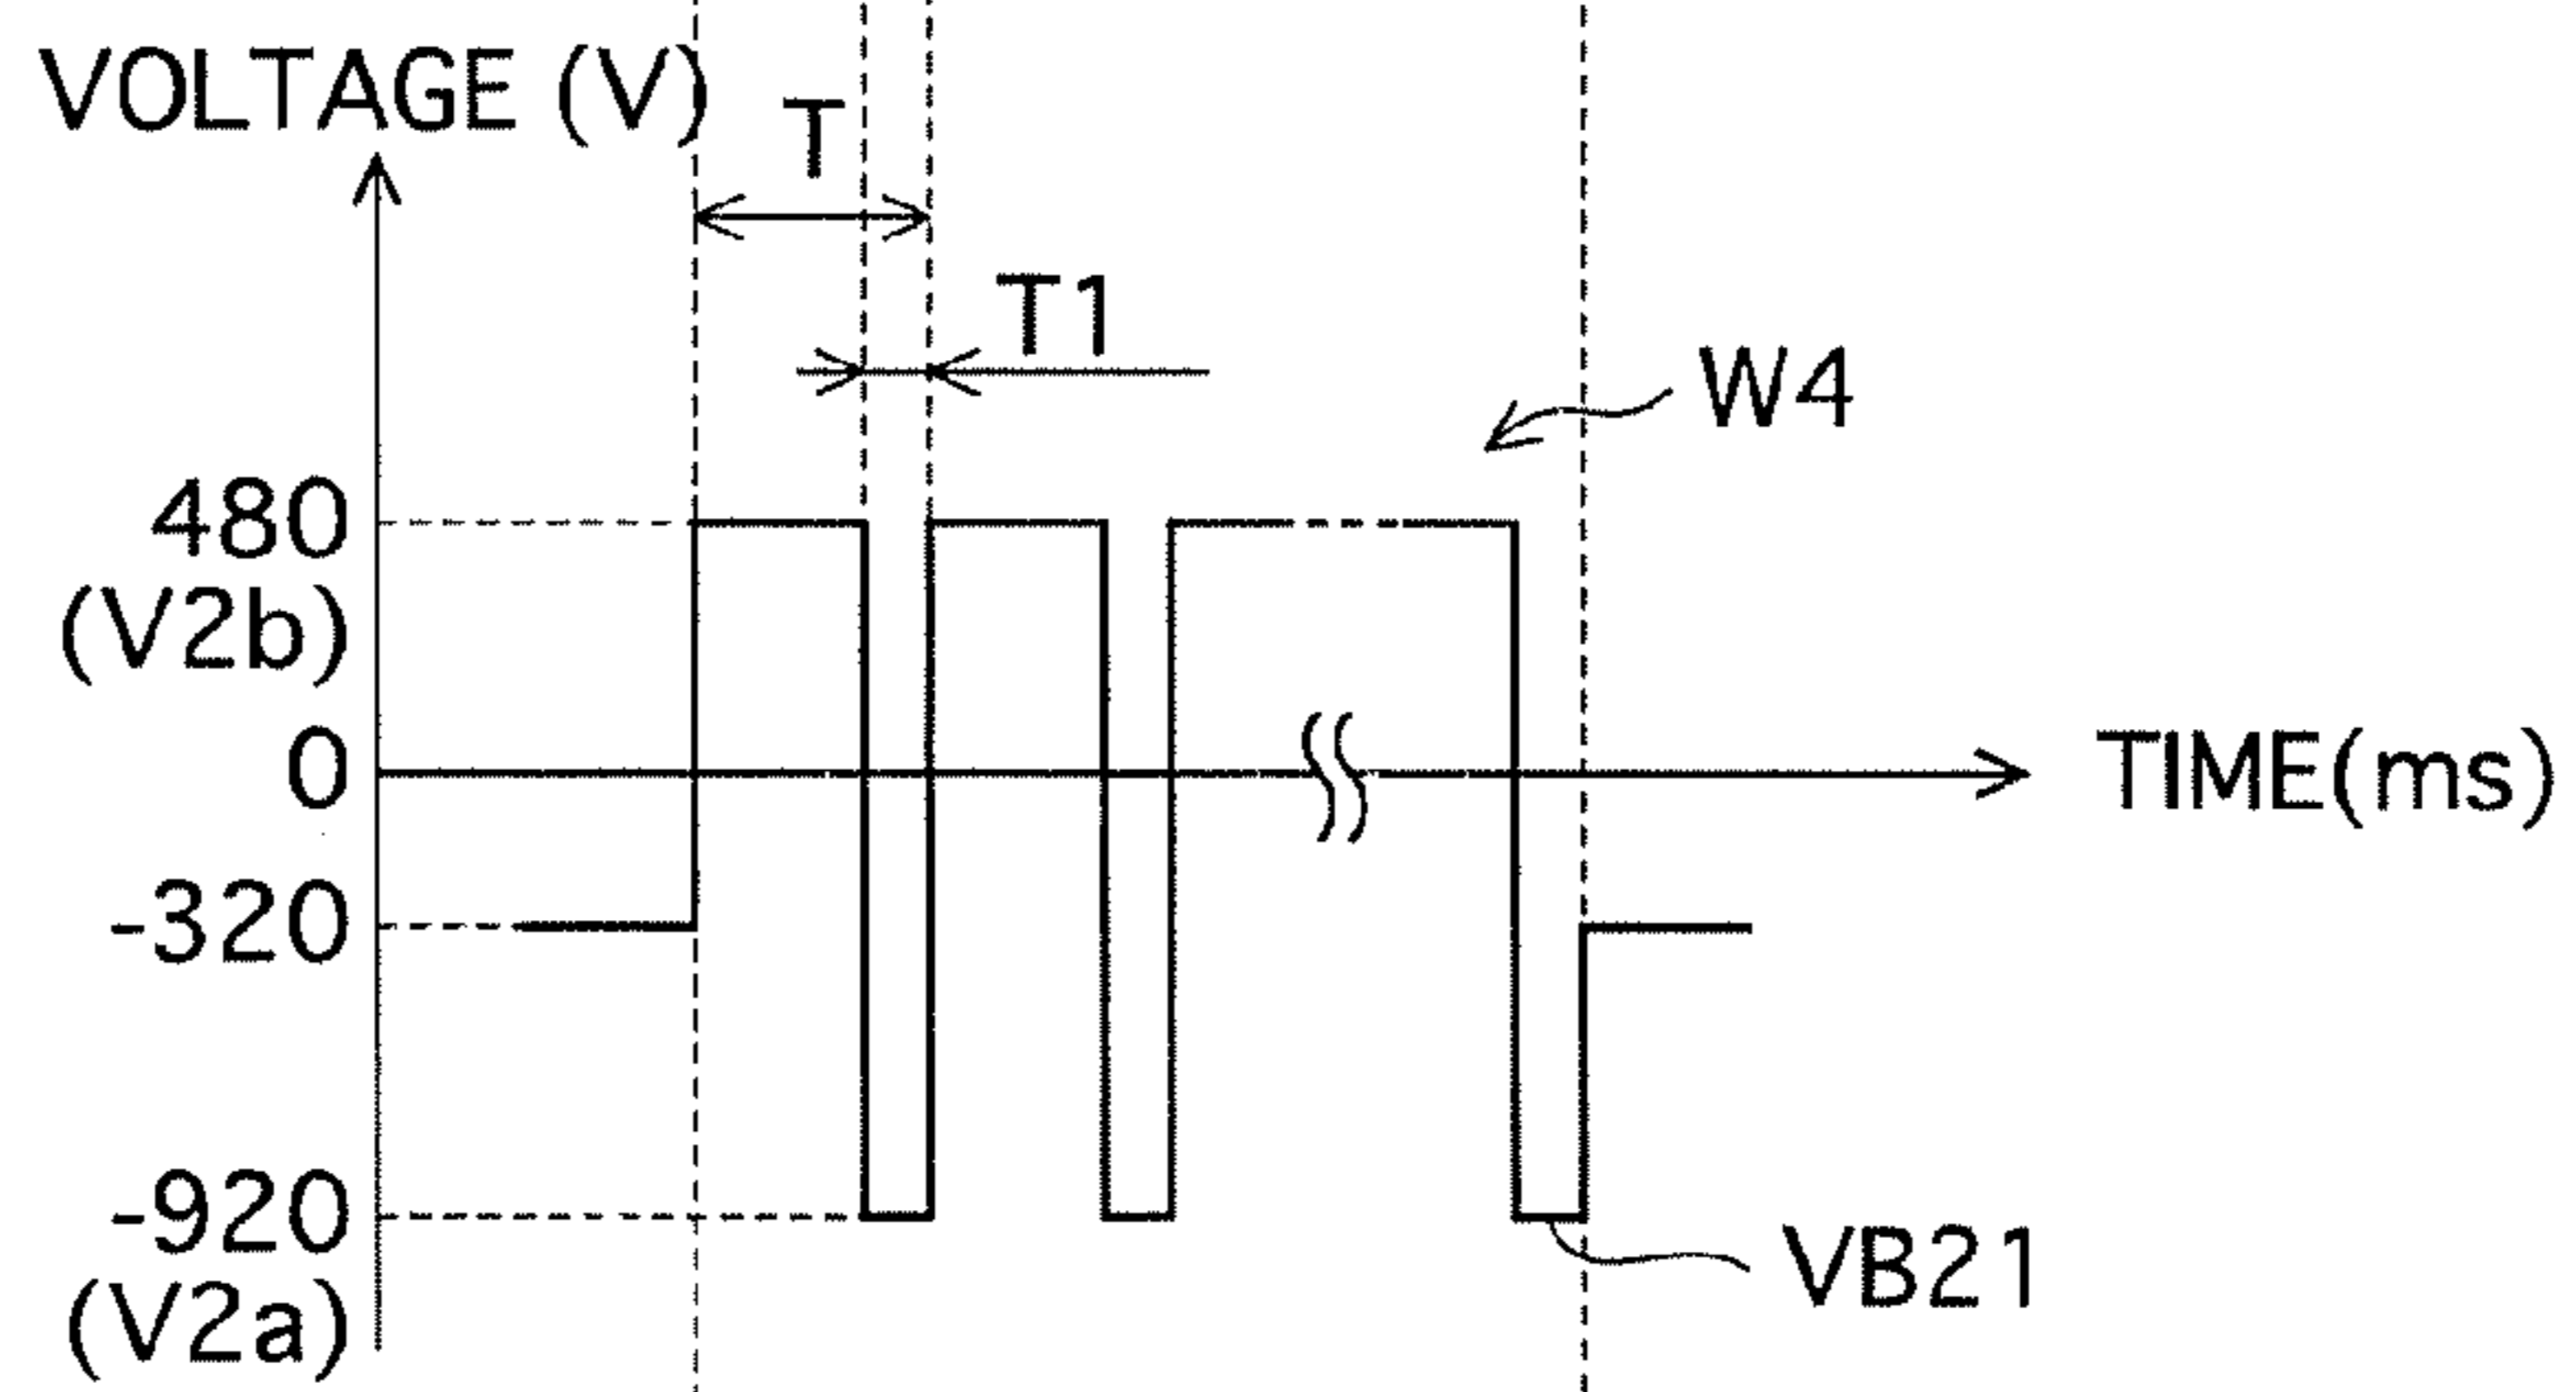 VOLTAGE (V)
T
T1
W4
480
(V2b)
0
TIME(ms)
-320
-920
(V2a)
VB21